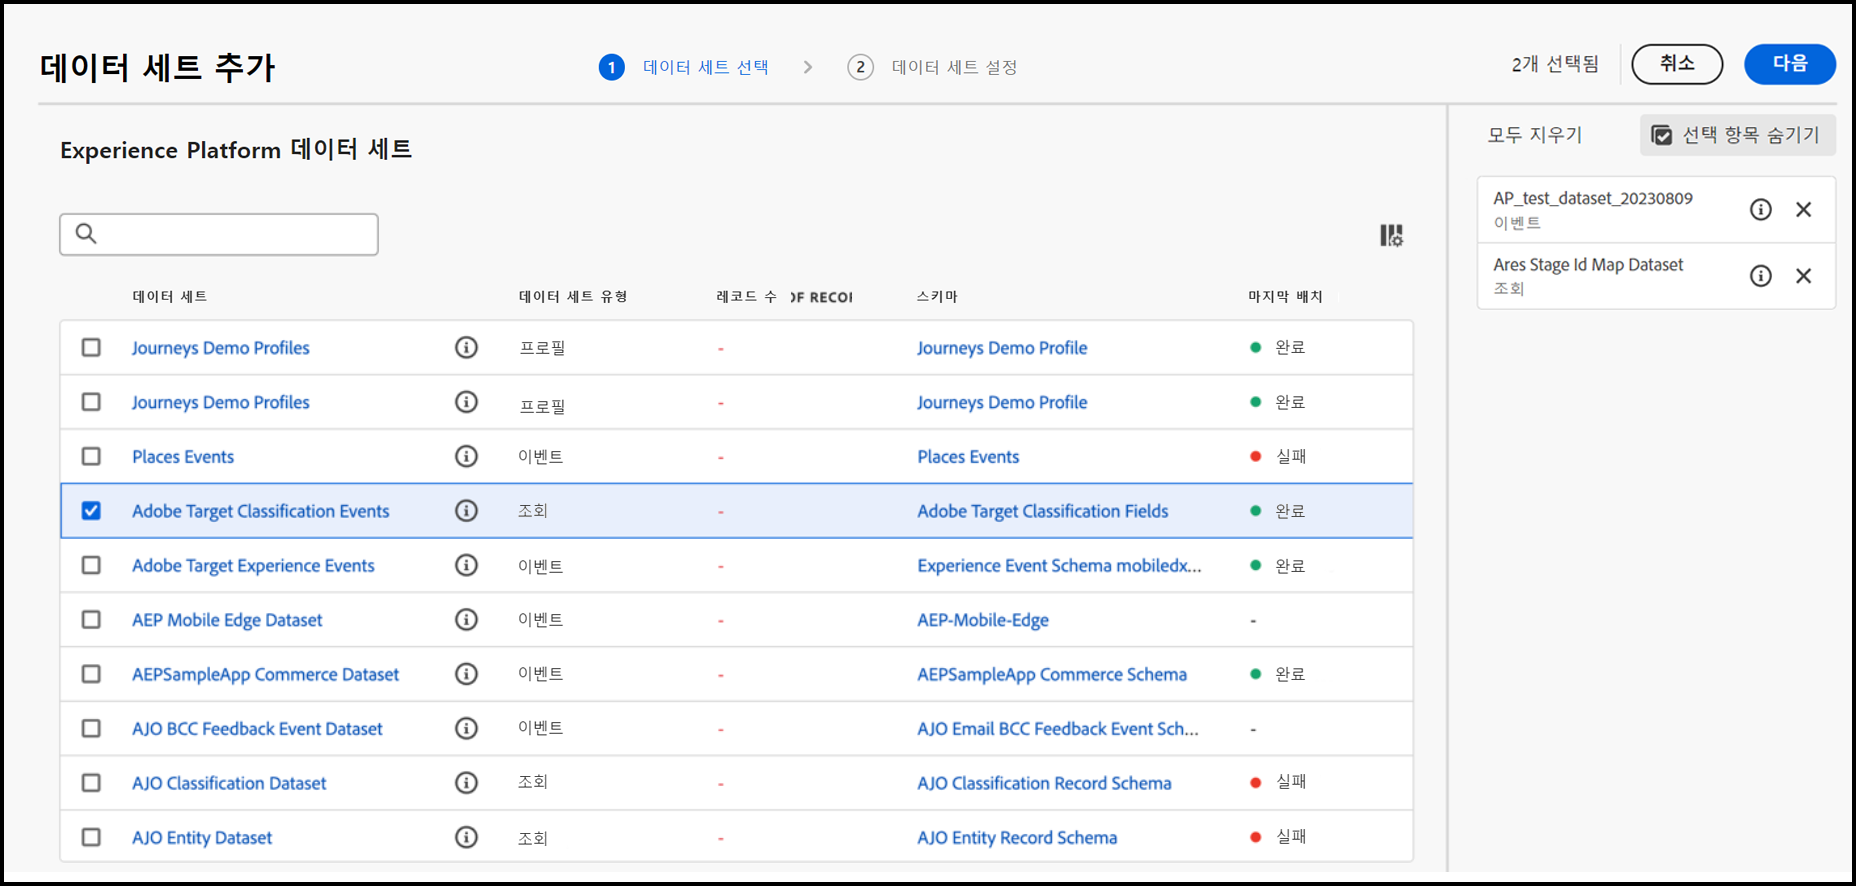 데이터 세트 추가
1 데이터 세트 선택 > 2 데이터 세트 설정
2개 선택됨 취소 다음
Experience Platform 데이터 세트
모두 지우기 선택 항목 숨기기
AP_test_dataset_20230809
이벤트
Ares Stage Id Map Dataset
조회
데이터 세트 데이터 세트 유형 레코드 수 OF RECOI 스키마 마지막 배치
Journeys Demo Profiles 프로필 - Journeys Demo Profile 완료
Journeys Demo Profiles 프로필 - Journeys Demo Profile 완료
Places Events 이벤트 - Places Events 실패
Adobe Target Classification Events 조회 - Adobe Target Classification Fields 완료
Adobe Target Experience Events 이벤트 - Experience Event Schema mobiledx... 완료
AEP Mobile Edge Dataset 이벤트 - AEP-Mobile-Edge -
AEPSampleApp Commerce Dataset 이벤트 - AEPSampleApp Commerce Schema 완료
AJO BCC Feedback Event Dataset 이벤트 - AJO Email BCC Feedback Event Sch... -
AJO Classification Dataset 조회 - AJO Classification Record Schema 실패
AJO Entity Dataset 조회 - AJO Entity Record Schema 실패